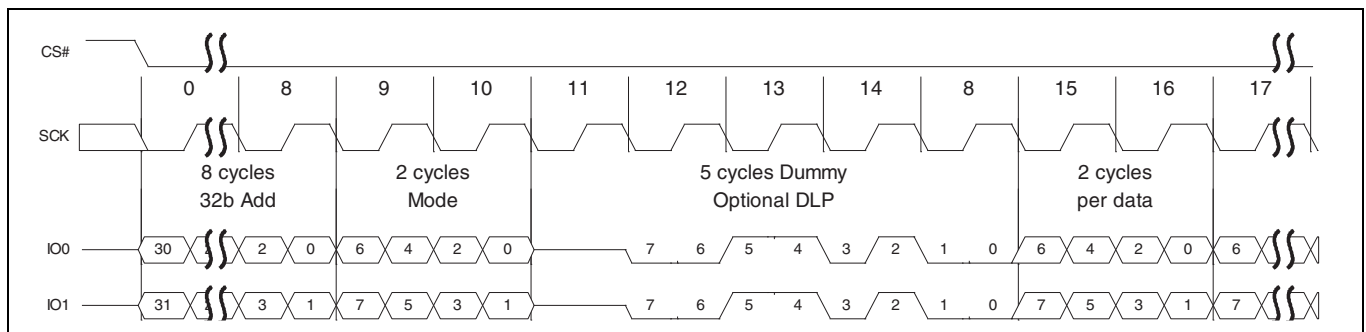 CS#
0 8 9 10 11 12 13 14 8 15 16 17
SCK
8 cycles 2 cycles 5 cycles Dummy 2 cycles
32b Add Mode Optional DLP per data
IO0 30 2 0 6 4 2 0 7 6 5 4 3 2 1 0 6 4 2 0 6
IO1 31 3 1 7 5 3 1 7 6 5 4 3 2 1 0 7 5 3 1 7